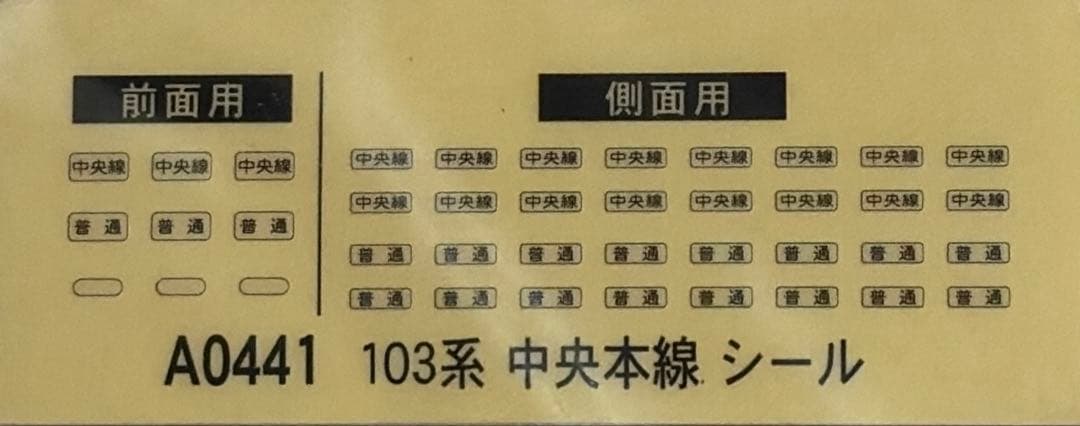 前面用
中央線 中央線 中央線
普通 普通 普通
側面用
中央線 中央線 中央線 中央線 中央線 中央線 中央線 中央線
中央線 中央線 中央線 中央線 中央線 中央線 中央線 中央線
普通 普通 普通 普通 普通 普通 普通 普通
普通 普通 普通 普通 普通 普通 普通 普通
A0441 103系 中央本線 シール